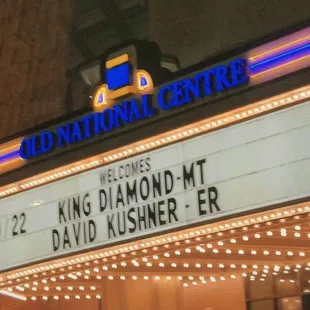 OLD NATIONAL CENTRE
WELCOMES
/22 KING DIAMOND-MT
DAVID KUSHNER - ER